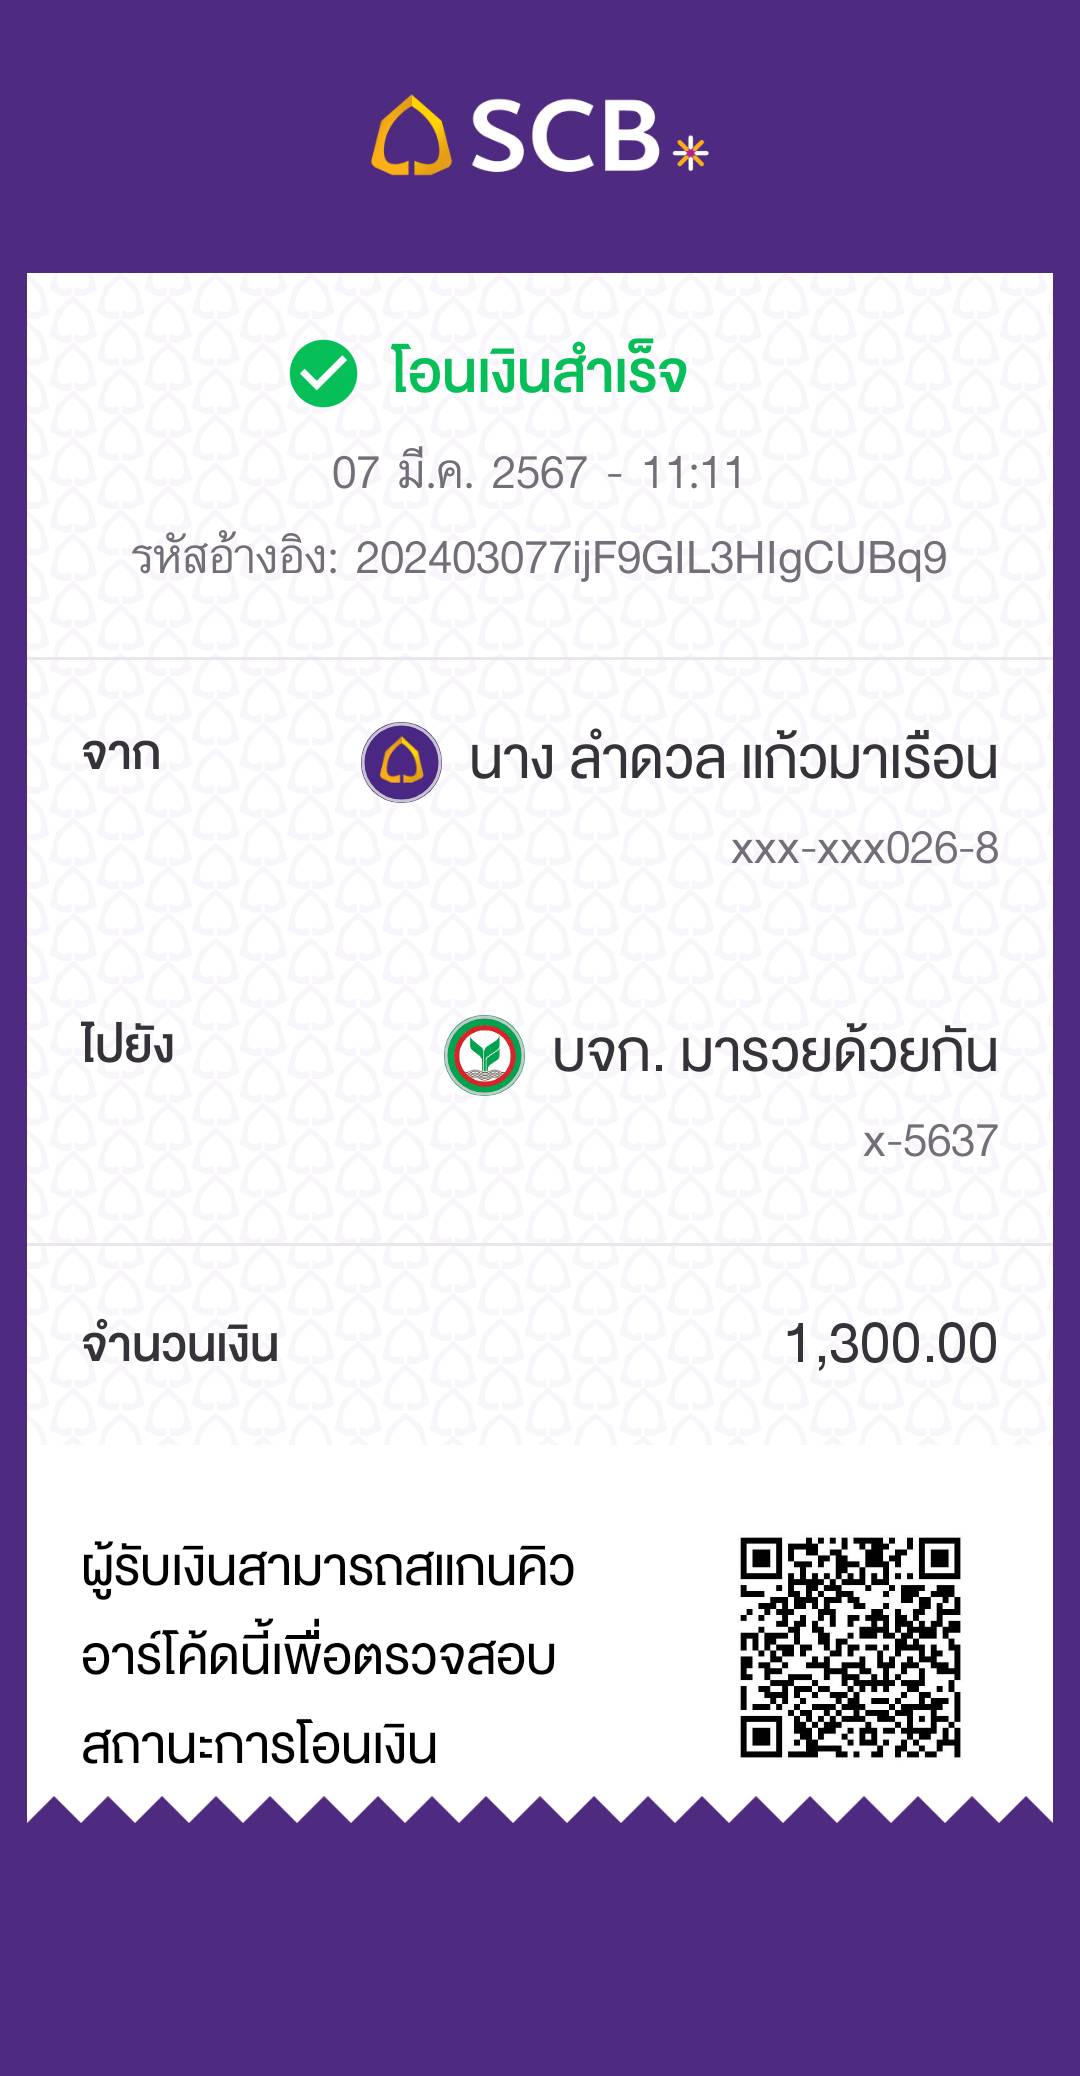 SCB
โอนเงินสำเร็จ
07 มี.ค. 2567 - 11:11
รหัสอ้างอิง: 202403077ijF9GIL3HIgCUBq9
จาก
นาง ลำดวล แก้วมาเรือน
xxx-xxx026-8
ไปยัง
บจก. มารวยด้วยกัน
x-5637
จำนวนเงิน
1,300.00
ผู้รับเงินสามารถสแกนคิว
อาร์โค้ดนี้เพื่อตรวจสอบ
สถานะการโอนเงิน